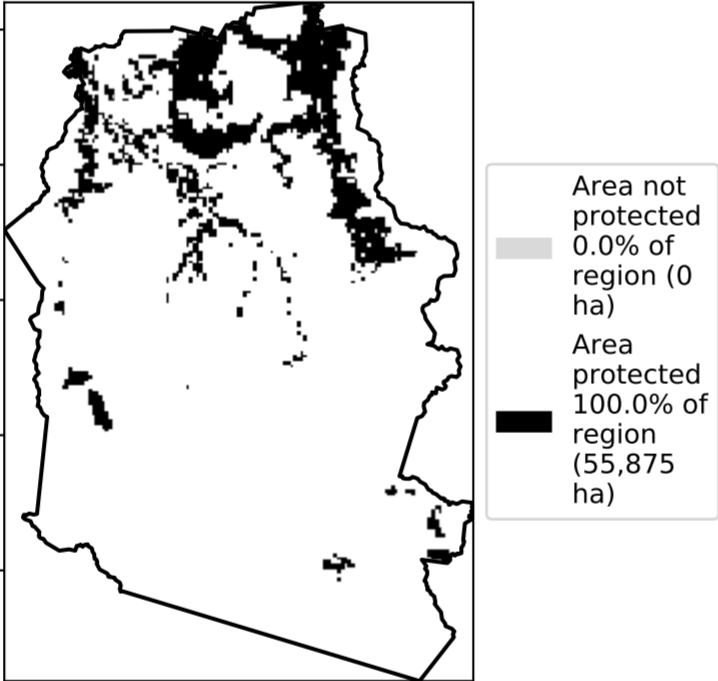 Area not
protected
0.0% of
region (0
ha)
Area
protected
100.0% of
region
(55,875
ha)